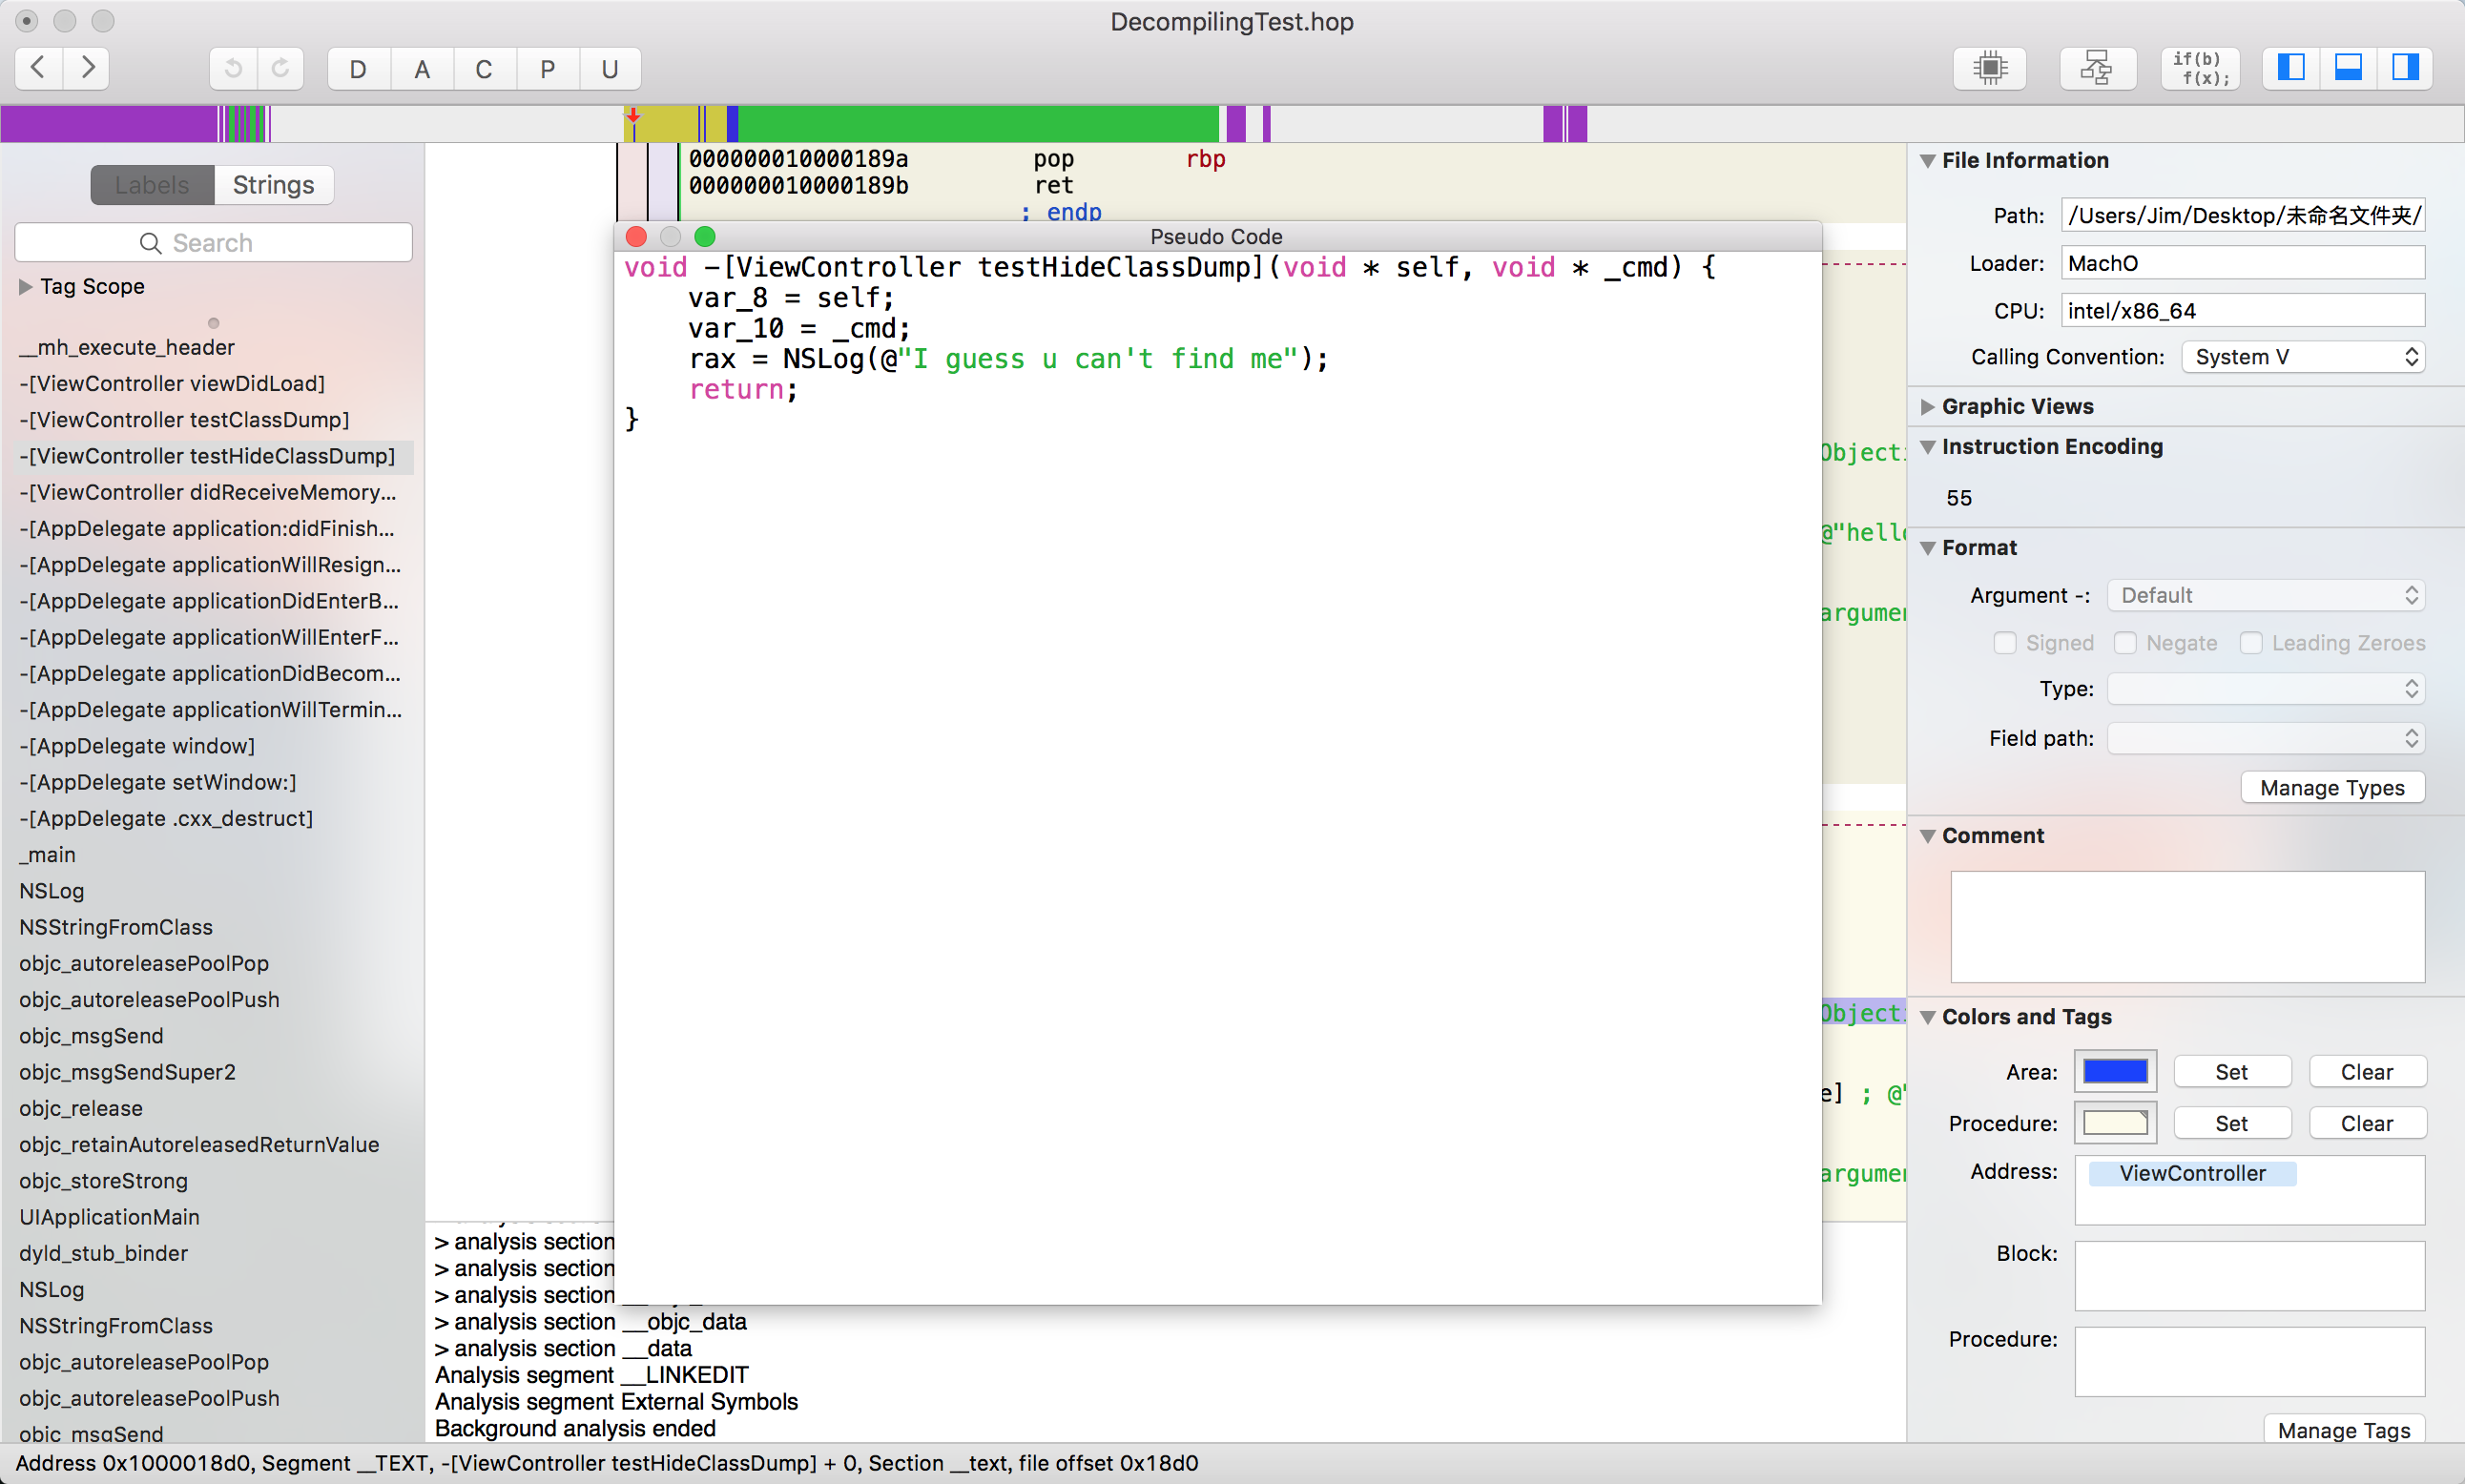 DecompilingTest.hop
D A C P U
if(b)
f(x);
Labels Strings
Search
Tag Scope
__mh_execute_header
-[ViewController viewDidLoad]
-[ViewController testClassDump]
-[ViewController testHideClassDump]
-[ViewController didReceiveMemory...
-[AppDelegate application:didFinish...
-[AppDelegate applicationWillResign...
-[AppDelegate applicationDidEnterB...
-[AppDelegate applicationWillEnterF...
-[AppDelegate applicationDidBecom...
-[AppDelegate applicationWillTermin...
-[AppDelegate window]
-[AppDelegate setWindow:]
-[AppDelegate .cxx_destruct]
_main
NSLog
NSStringFromClass
objc_autoreleasePoolPop
objc_autoreleasePoolPush
objc_msgSend
objc_msgSendSuper2
objc_release
objc_retainAutoreleasedReturnValue
objc_storeStrong
UIApplicationMain
dyld_stub_binder
NSLog
NSStringFromClass
objc_autoreleasePoolPop
objc_autoreleasePoolPush
objc_msgSend
000000010000189a pop rbp
000000010000189b ret
; endp
Pseudo Code
void -[ViewController testHideClassDump](void * self, void * _cmd) {
var_8 = self;
var_10 = _cmd;
rax = NSLog(@"I guess u can't find me");
return;
}
Objecti
@"hello
argumen
Objecti
e] ; @"
argumen
> analysis section
> analysis section
> analysis section
> analysis section __objc_data
> analysis section __data
Analysis segment __LINKEDIT
Analysis segment External Symbols
Background analysis ended
File Information
Path: /Users/Jim/Desktop/未命名文件夹/
Loader: MachO
CPU: intel/x86_64
Calling Convention: System V
Graphic Views
Instruction Encoding
55
Format
Argument -: Default
Signed Negate Leading Zeroes
Type:
Field path:
Manage Types
Comment
Colors and Tags
Area: Set Clear
Procedure: Set Clear
Address: ViewController
Block:
Procedure:
Manage Tags
Address 0x1000018d0, Segment __TEXT, -[ViewController testHideClassDump] + 0, Section __text, file offset 0x18d0